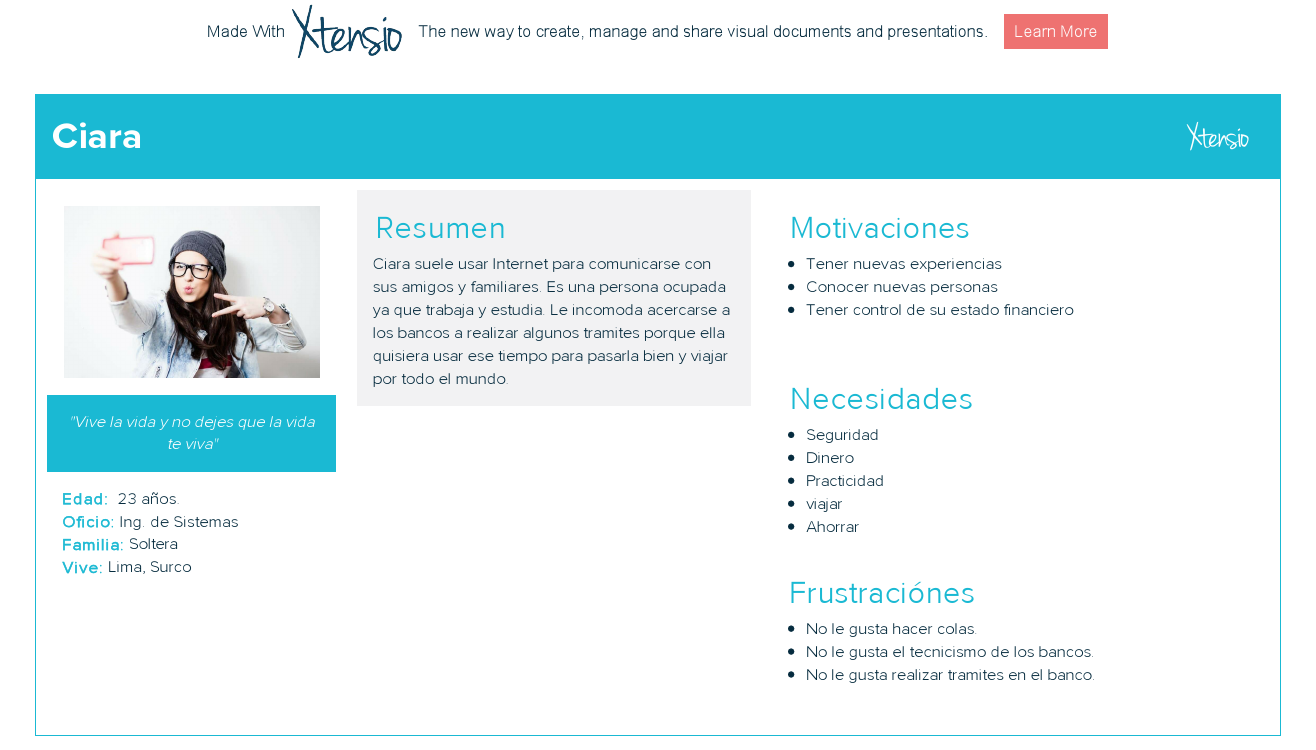 Made With Xtensio The new way to create, manage and share visual documents and presentations. Learn More
Ciara
Xtensio
"Vive la vida y no dejes que la vida
te viva"
Edad: 23 años.
Oficio: Ing. de Sistemas
Familia: Soltera
Vive: Lima, Surco
Resumen
Ciara suele usar Internet para comunicarse con
sus amigos y familiares. Es una persona ocupada
ya que trabaja y estudia. Le incomoda acercarse a
los bancos a realizar algunos tramites porque ella
quisiera usar ese tiempo para pasarla bien y viajar
por todo el mundo.
Motivaciones
• Tener nuevas experiencias
• Conocer nuevas personas
• Tener control de su estado financiero
Necesidades
• Seguridad
• Dinero
• Practicidad
• viajar
• Ahorrar
Frustraciónes
• No le gusta hacer colas.
• No le gusta el tecnicismo de los bancos.
• No le gusta realizar tramites en el banco.